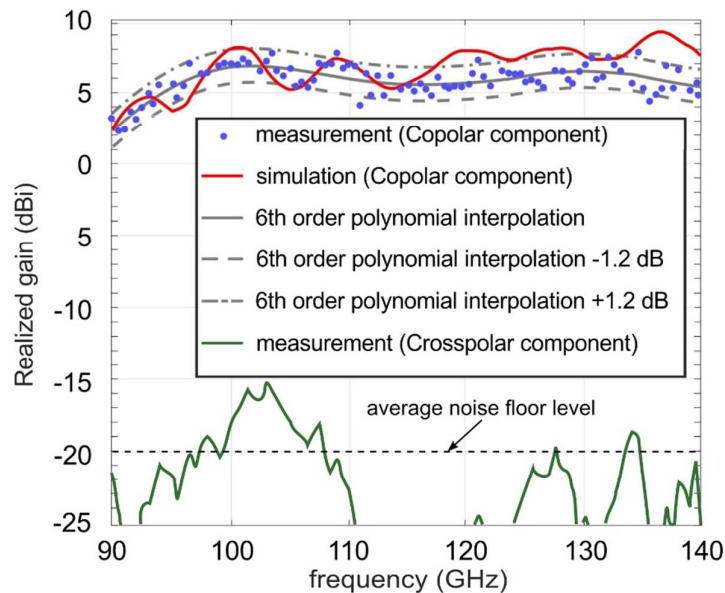 10
5
0
5
-10
-15
-20
-25
Realized gain (dBi)
measurement (Copolar component)
simulation (Copolar component)
6th order polynomial interpolation
6th order polynomial interpolation -1.2 dB
6th order polynomial interpolation +1.2 dB
measurement (Crosspolar component)
average noise floor level
90
100
110
120
130
140
frequency (GHz)